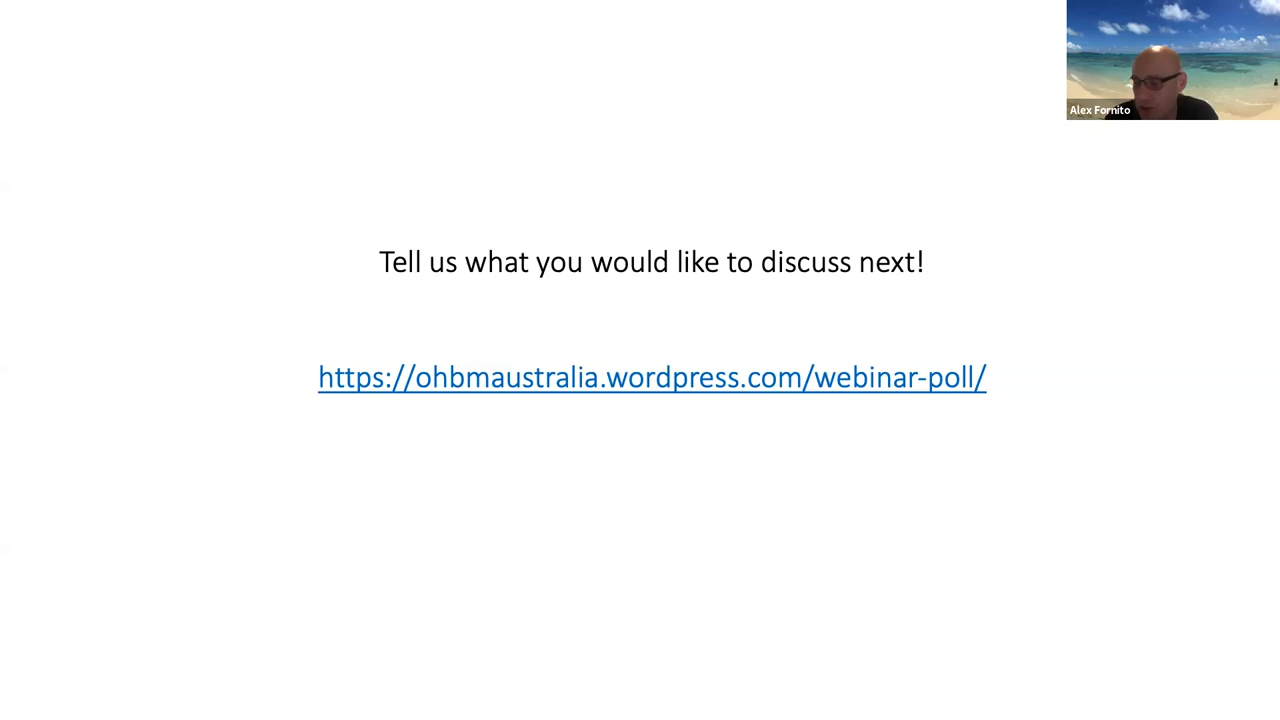 Alex Fornito
Tell us what you would like to discuss next!
https://ohbmaustralia.wordpress.com/webinar-poll/